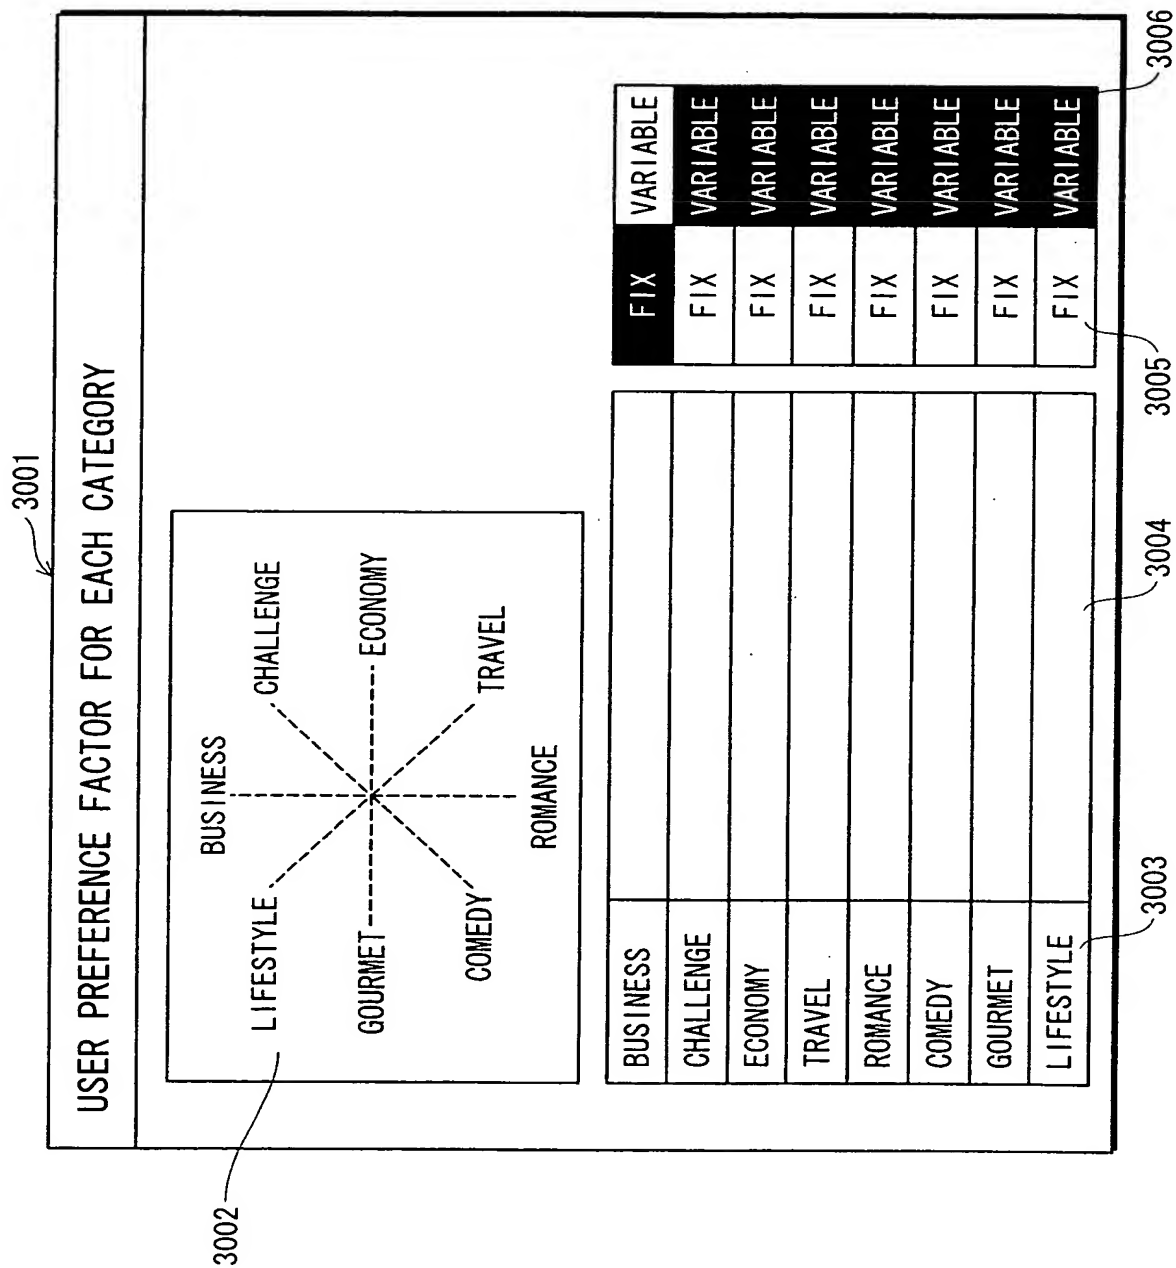 3001
USER PREFERENCE FACTOR FOR EACH CATEGORY
3002
BUSINESS
LIFESTYLE
CHALLENGE
GOURMET
ECONOMY
COMEDY
TRAVEL
ROMANCE
BUSINESS FIX VARIABLE
CHALLENGE FIX VARIABLE
ECONOMY FIX VARIABLE
TRAVEL FIX VARIABLE
ROMANCE FIX VARIABLE
COMEDY FIX VARIABLE
GOURMET FIX VARIABLE
LIFESTYLE FIX VARIABLE
3003
3004
3005
3006